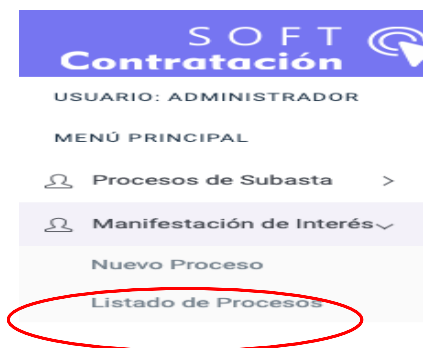 SOFT
Contratación
USUARIO: ADMINISTRADOR
MENÚ PRINCIPAL
Procesos de Subasta >
Manifestación de Interés
Nuevo Proceso
Listado de Procesos